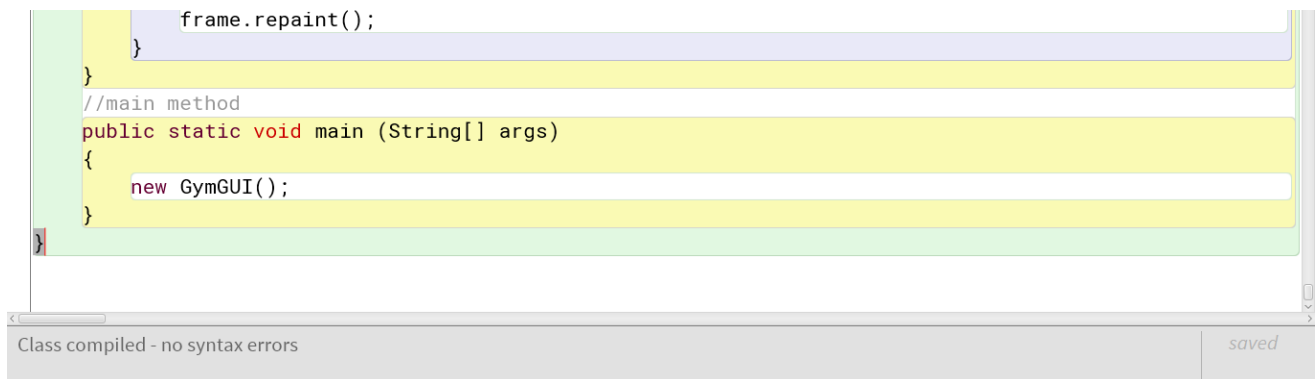 frame.repaint();
}
}
//main method
public static void main (String[] args)
{
new GymGUI();
}
}
Class compiled - no syntax errors
saved